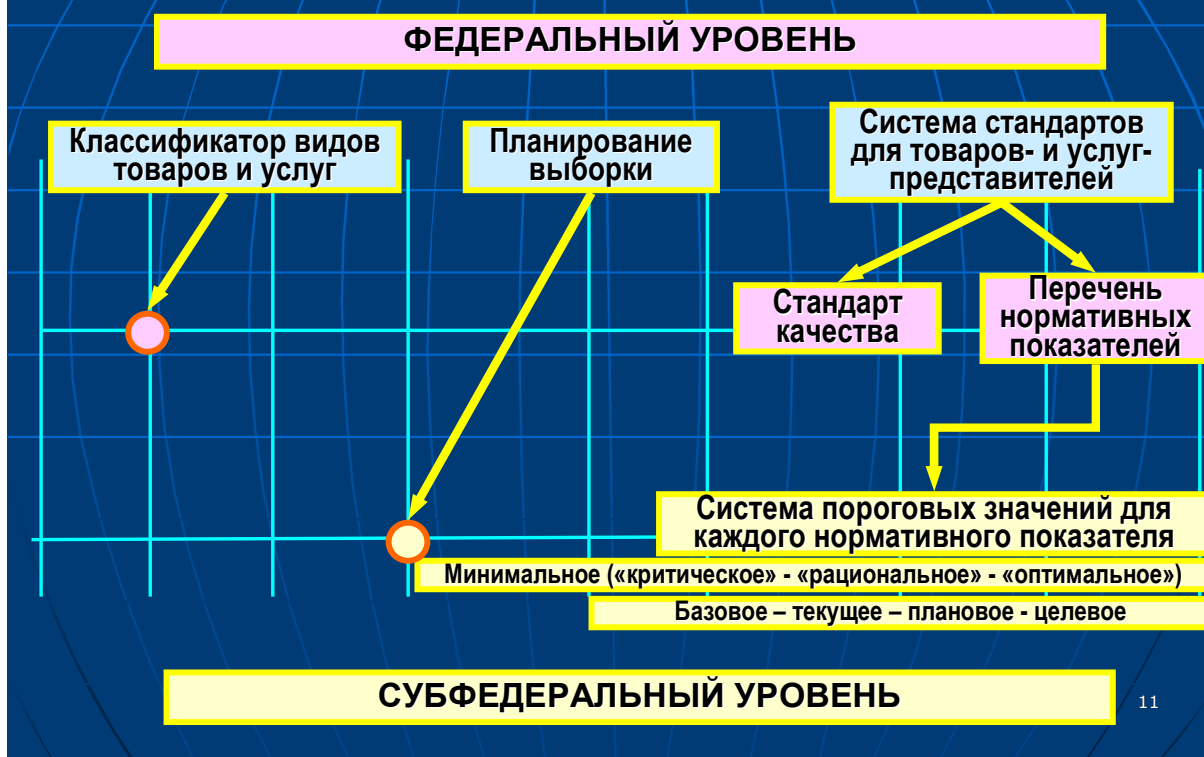 ФЕДЕРАЛЬНЫЙ УРОВЕНЬ
Классификатор видов
товаров и услуг
Планирование
выборки
Система стандартов
для товаров- и услуг-
представителей
Стандарт
качества
Перечень
нормативных
показателей
Система пороговых значений для
каждого нормативного показателя
Минимальное («критическое» - «рациональное» - «оптимальное»)
Базовое – текущее – плановое - целевое
СУБФЕДЕРАЛЬНЫЙ УРОВЕНЬ
11